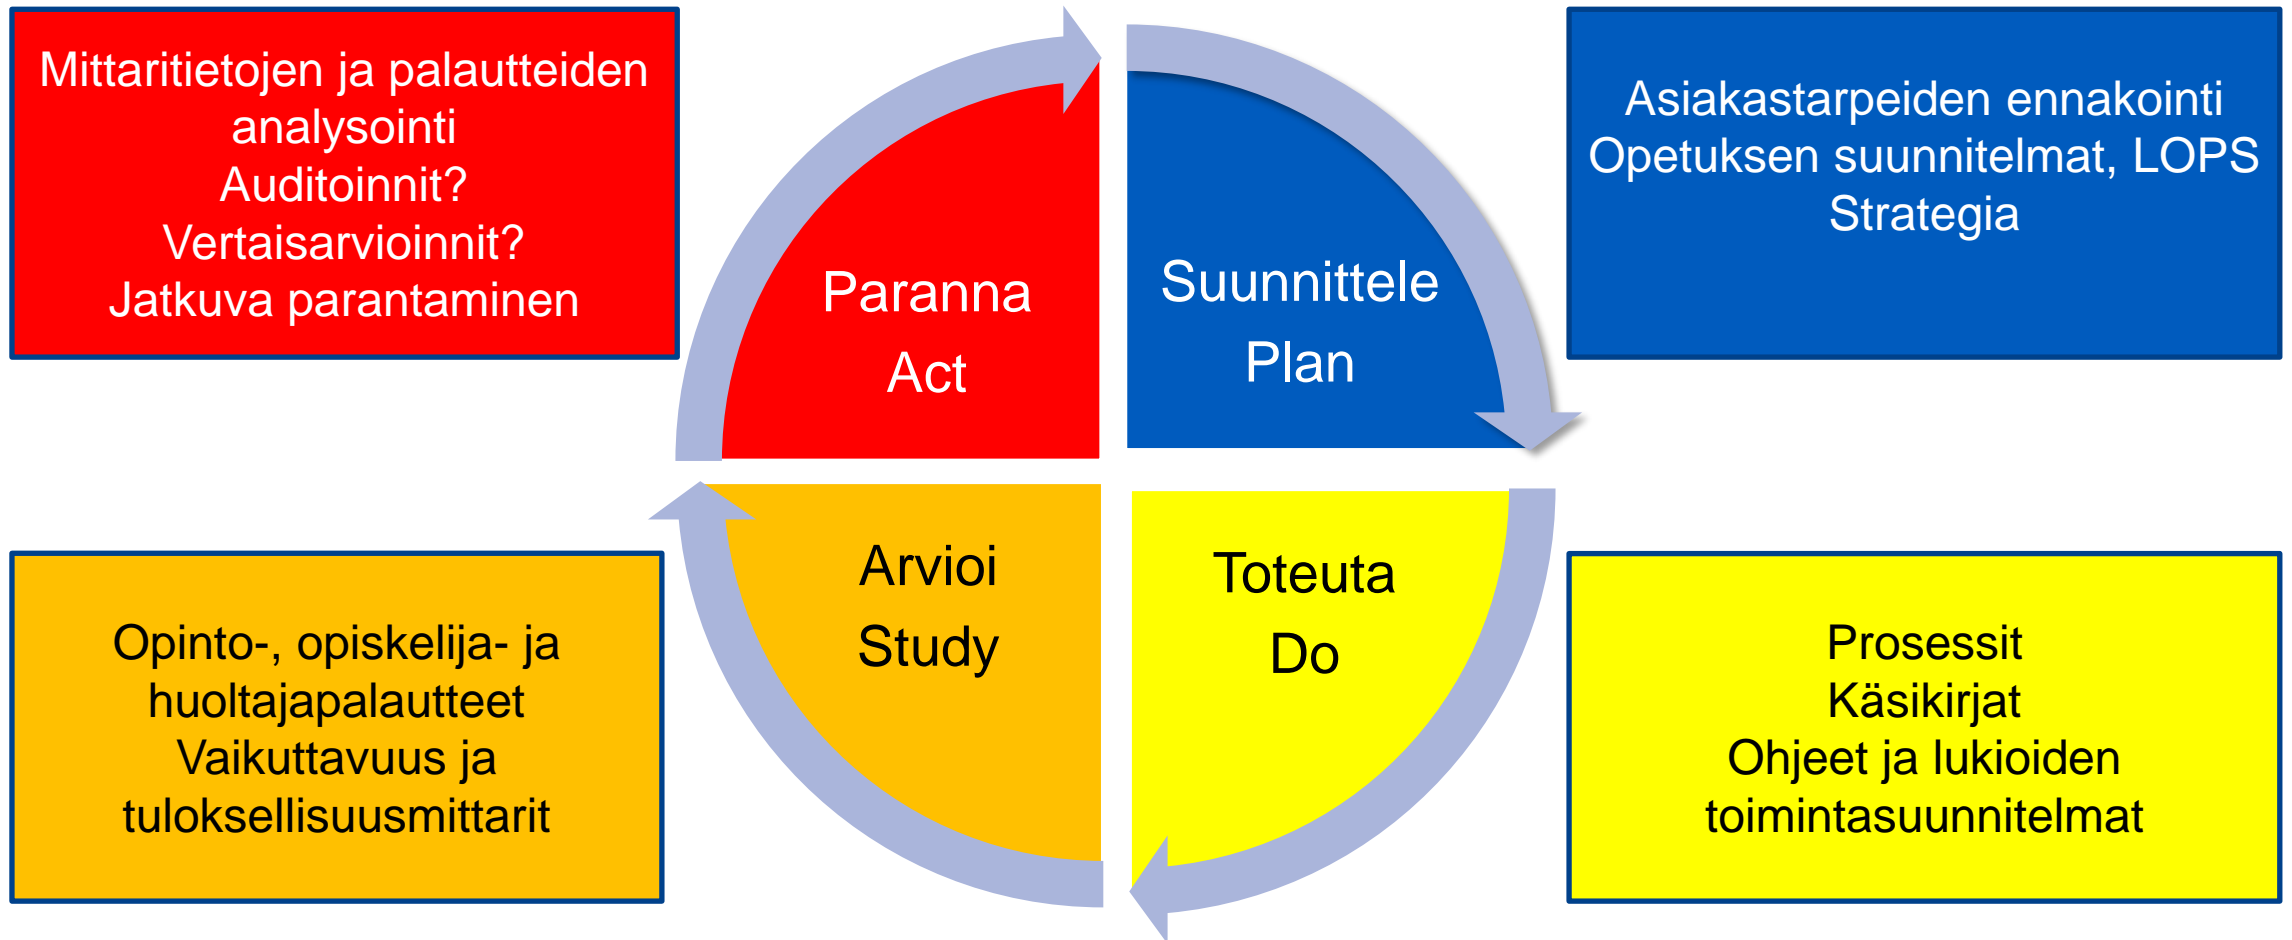 Mittaritietojen ja palautteiden
analysointi
Auditoinnit?
Vertaisarvioinnit?
Jatkuva parantaminen
Paranna
Act
Suunnittele
Plan
Asiakastarpeiden ennakointi
Opetuksen suunnitelmat, LOPS
Strategia
Opinto-, opiskelija- ja
huoltajapalautteet
Vaikuttavuus ja
tuloksellisuusmittarit
Arvioi
Study
Toteuta
Do
Prosessit
Käsikirjat
Ohjeet ja lukioiden
toimintasuunnitelmat